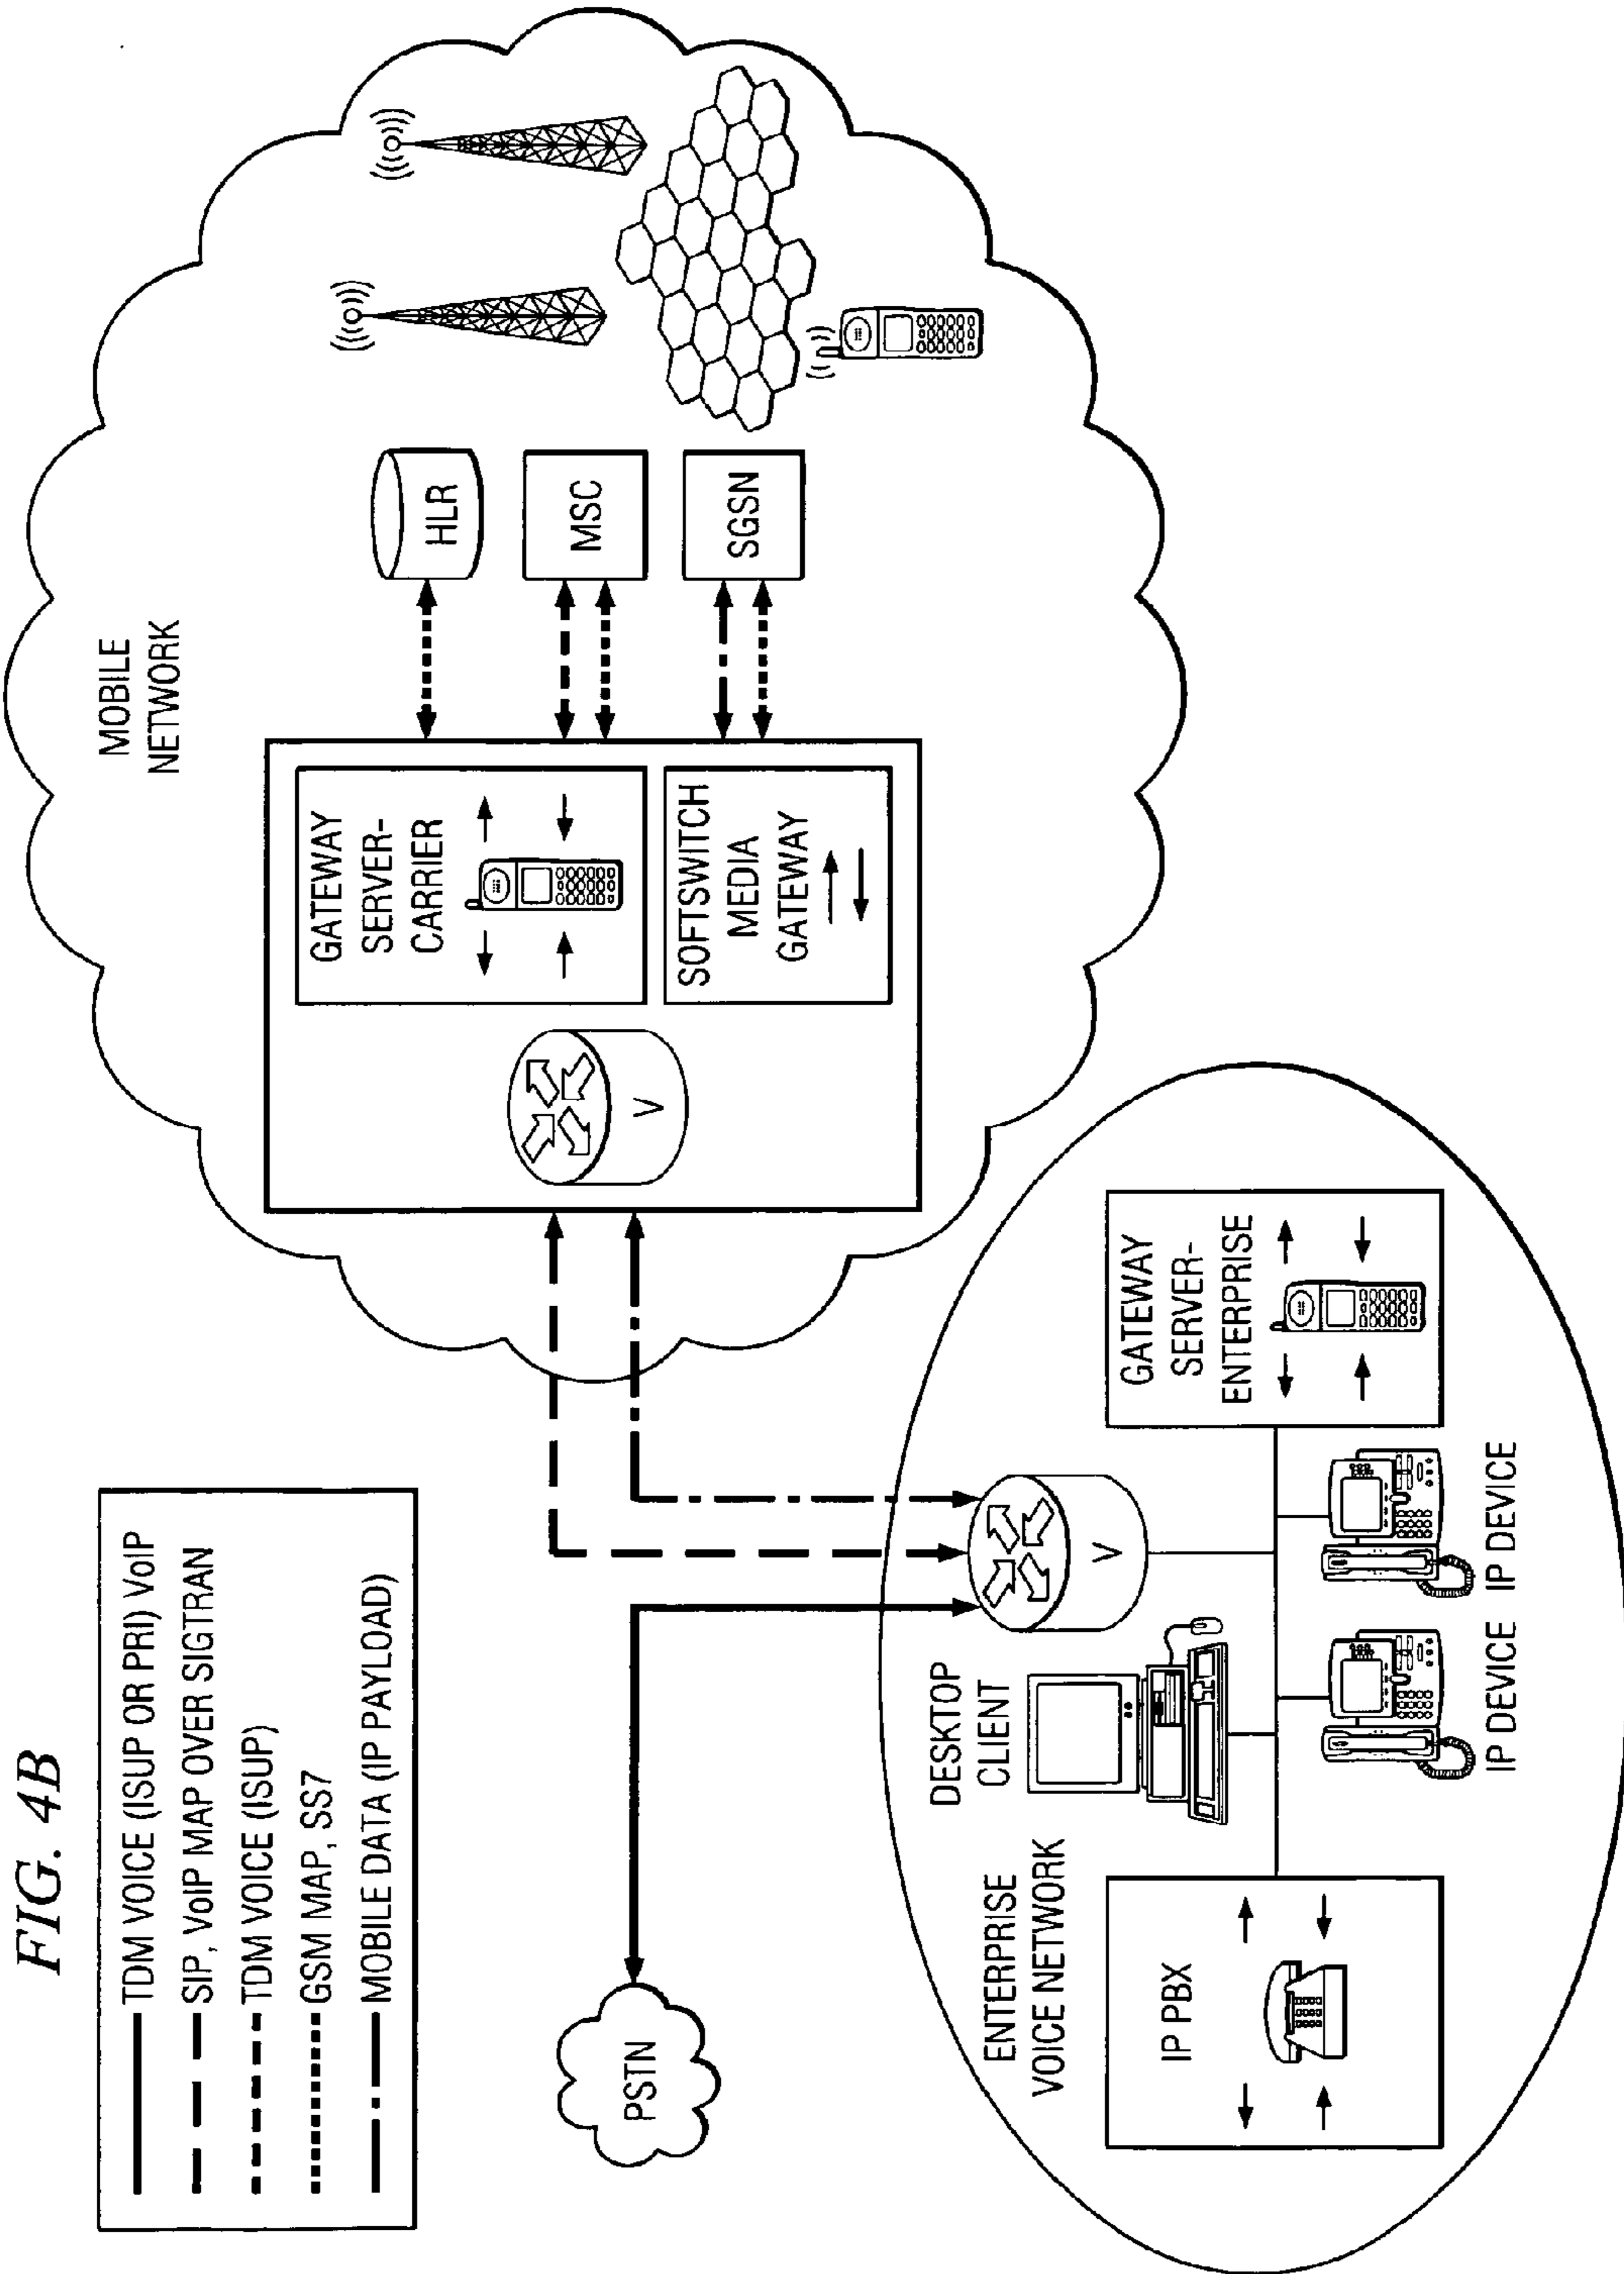 FIG. 4B
TDM VOICE (ISUP OR PRI) VoIP
SIP, VoIP MAP OVER SIGTRAN
TDM VOICE (ISUP)
GSM MAP, SS7
MOBILE DATA (IP PAYLOAD)
MOBILE
NETWORK
GATEWAY
SERVER-
CARRIER
SOFTSWITCH
MEDIA
GATEWAY
V
HLR
MSC
SGSN
PSTN
ENTERPRISE
VOICE NETWORK
DESKTOP
CLIENT
V
IP PBX
GATEWAY
SERVER-
ENTERPRISE
IP DEVICE
IP DEVICE